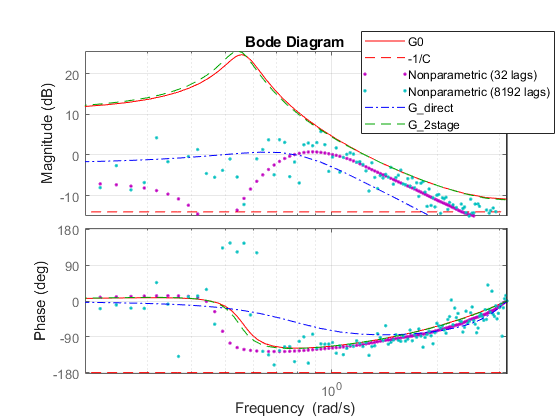 Bode Diagram
G0
-1/C
Nonparametric (32 lags)
Nonparametric (8192 lags)
G_direct
G_2stage
Magnitude (dB)
20
10
0
-10
Phase (deg)
180
90
0
-90
-180
10^0
Frequency (rad/s)